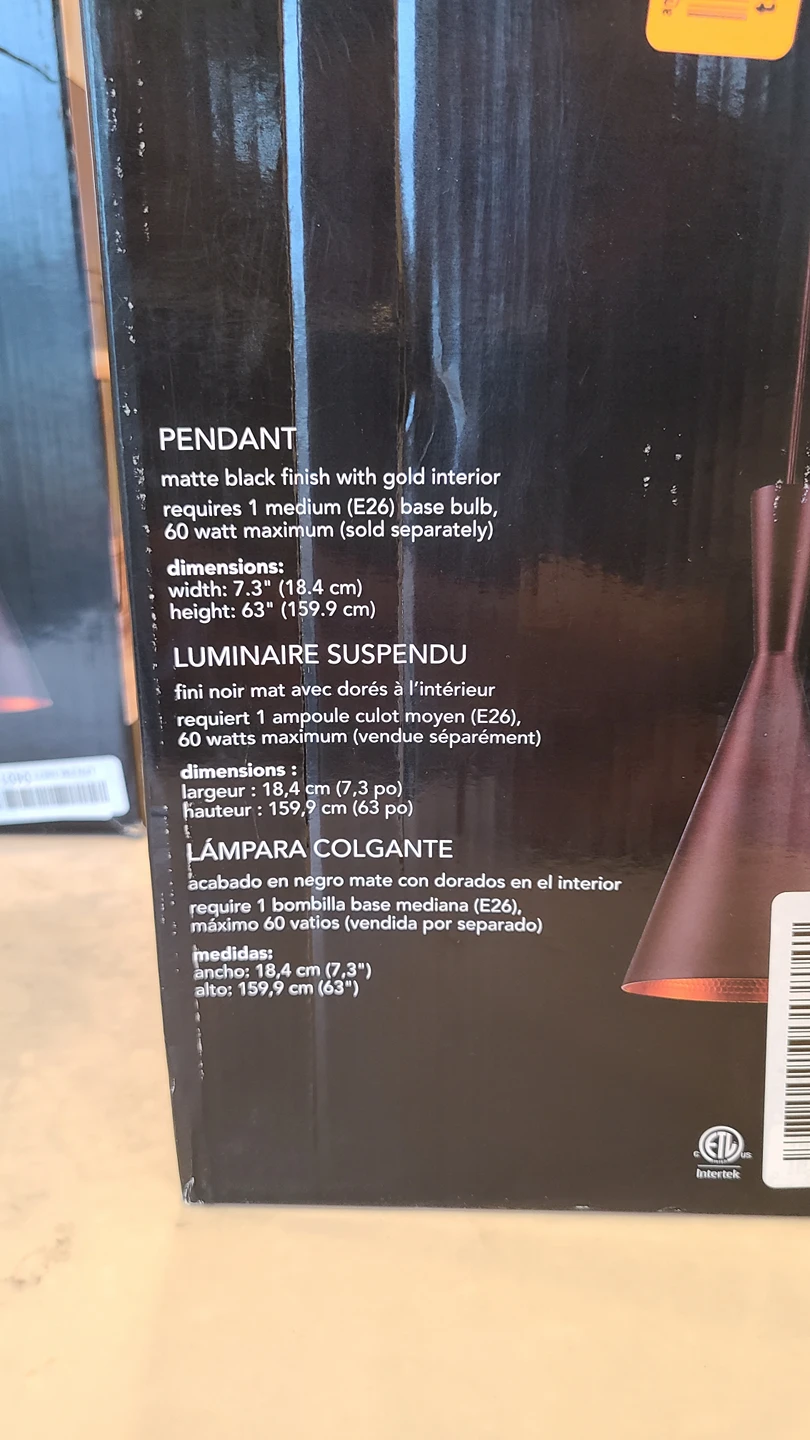 PENDANT
matte black finish with gold interior
requires 1 medium (E26) base bulb,
60 watt maximum (sold separately)
dimensions:
width: 7.3" (18.4 cm)
height: 63" (159.9 cm)
LUMINAIRE SUSPENDU
fini noir mat avec dorés à l'intérieur
requiert 1 ampoule culot moyen (E26),
60 watts maximum (vendue séparément)
dimensions :
largeur : 18,4 cm (7,3 po)
hauteur : 159,9 cm (63 po)
LÁMPARA COLGANTE
acabado en negro mate con dorados en el interior
require 1 bombilla base mediana (E26),
máximo 60 vatios (vendida por separado)
medidas:
ancho: 18,4 cm (7,3")
alto: 159,9 cm (63")
C ETL US
Intertek